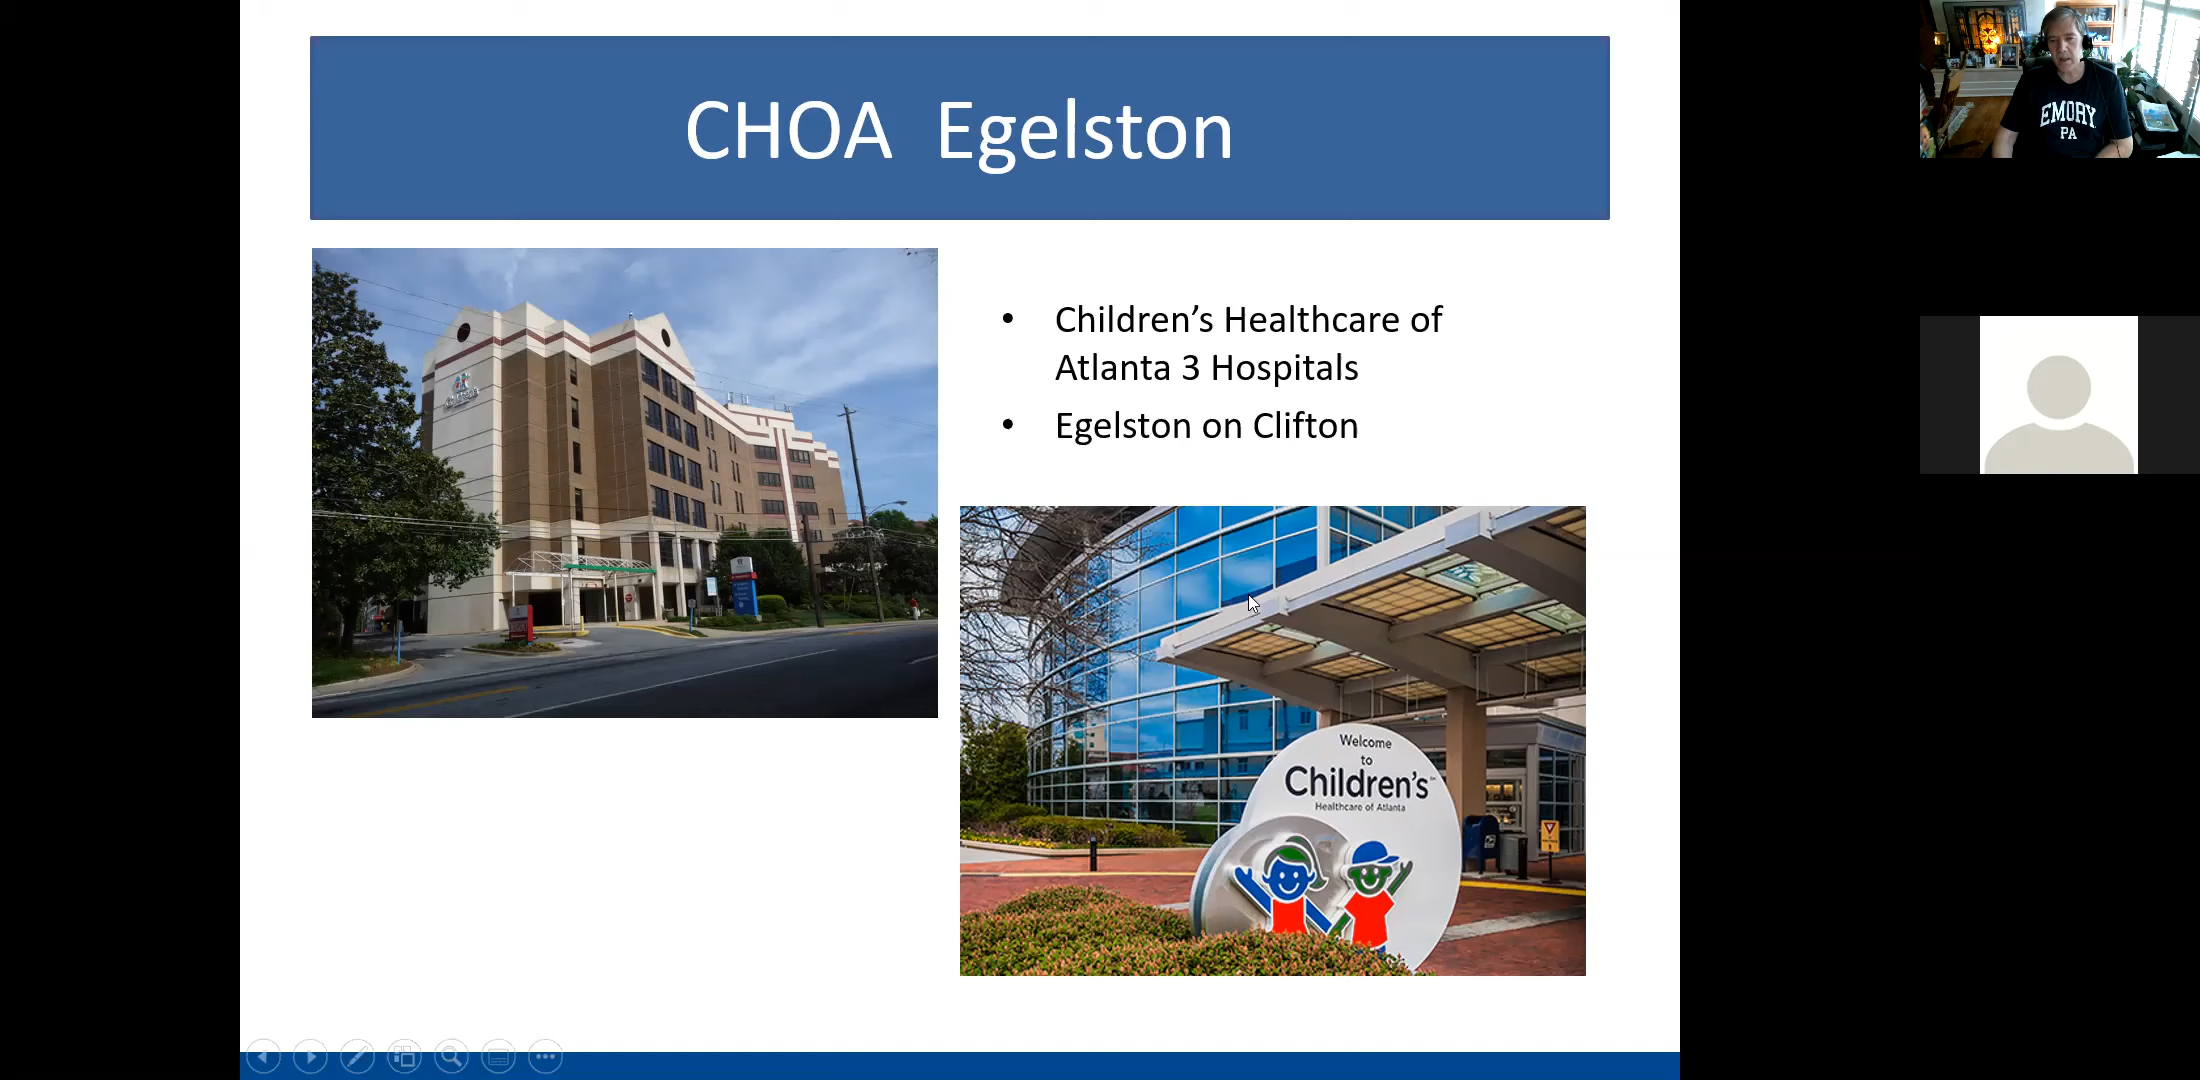 CHOA Egelston
• Children’s Healthcare of
Atlanta 3 Hospitals
• Egelston on Clifton
Welcome
to
Children's
Healthcare of Atlanta
EMORY
PA